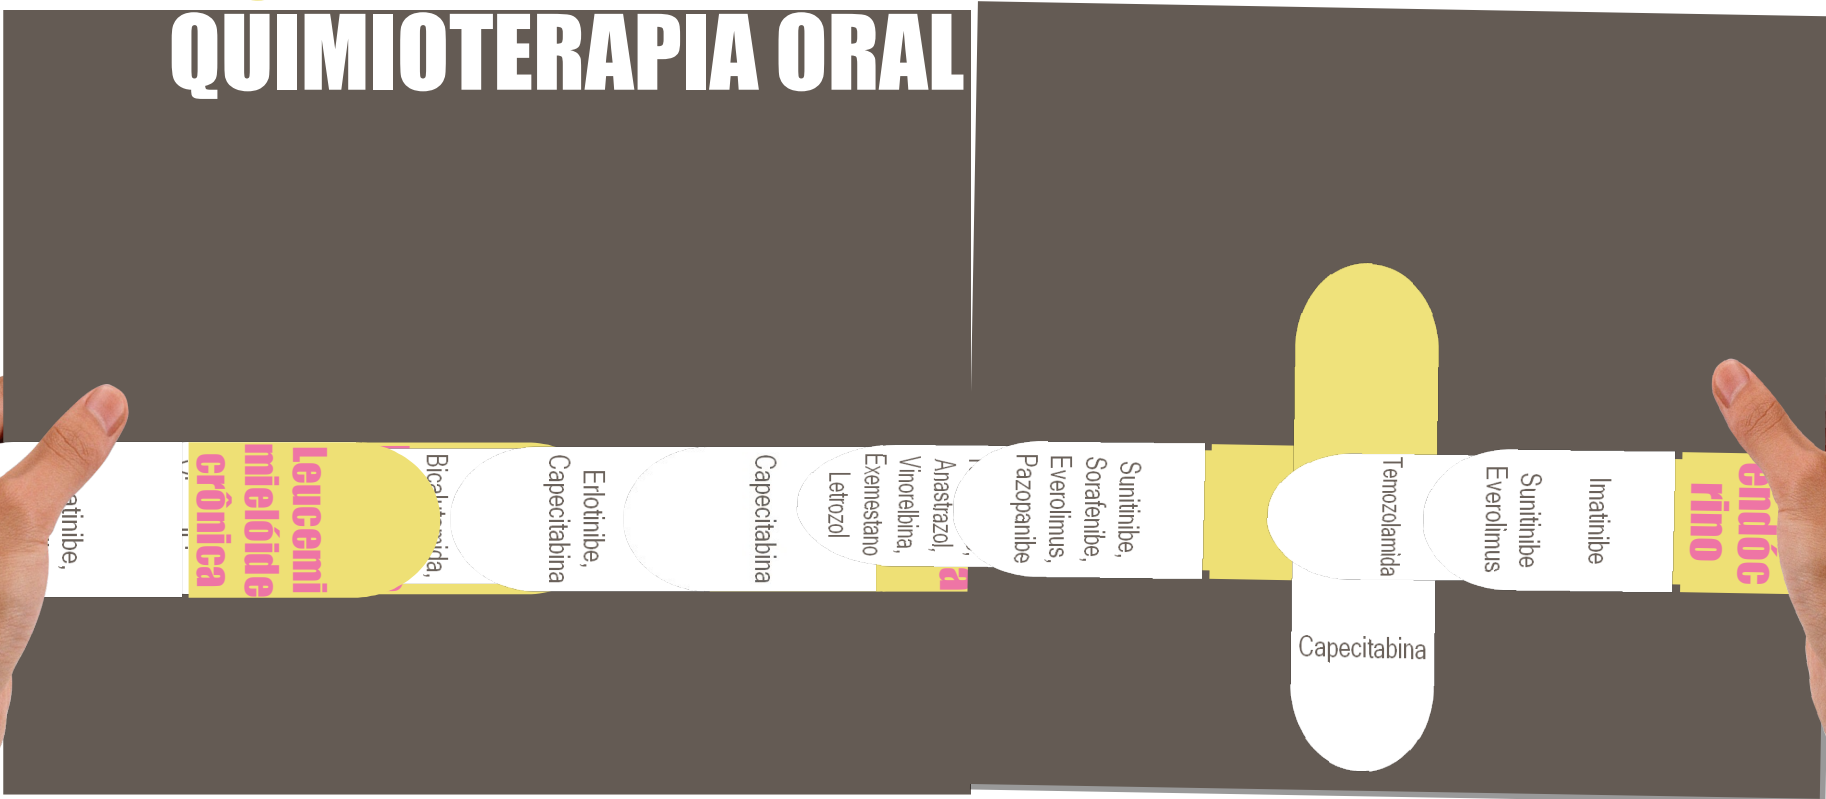 QUIMIOTERAPIA ORAL
Leucemi
mielóide
crônica
Erlotinibe,
Capecitabina
Capecitabina
Anastrazol,
Vinorelbina,
Exemestano
Letrozol
Sunitinibe,
Sorafenibe,
Everolimus,
Pazopanibe
Temozolamida
Capecitabina
Imatinibe
Sunitinibe
Everolimus
endóc
rino